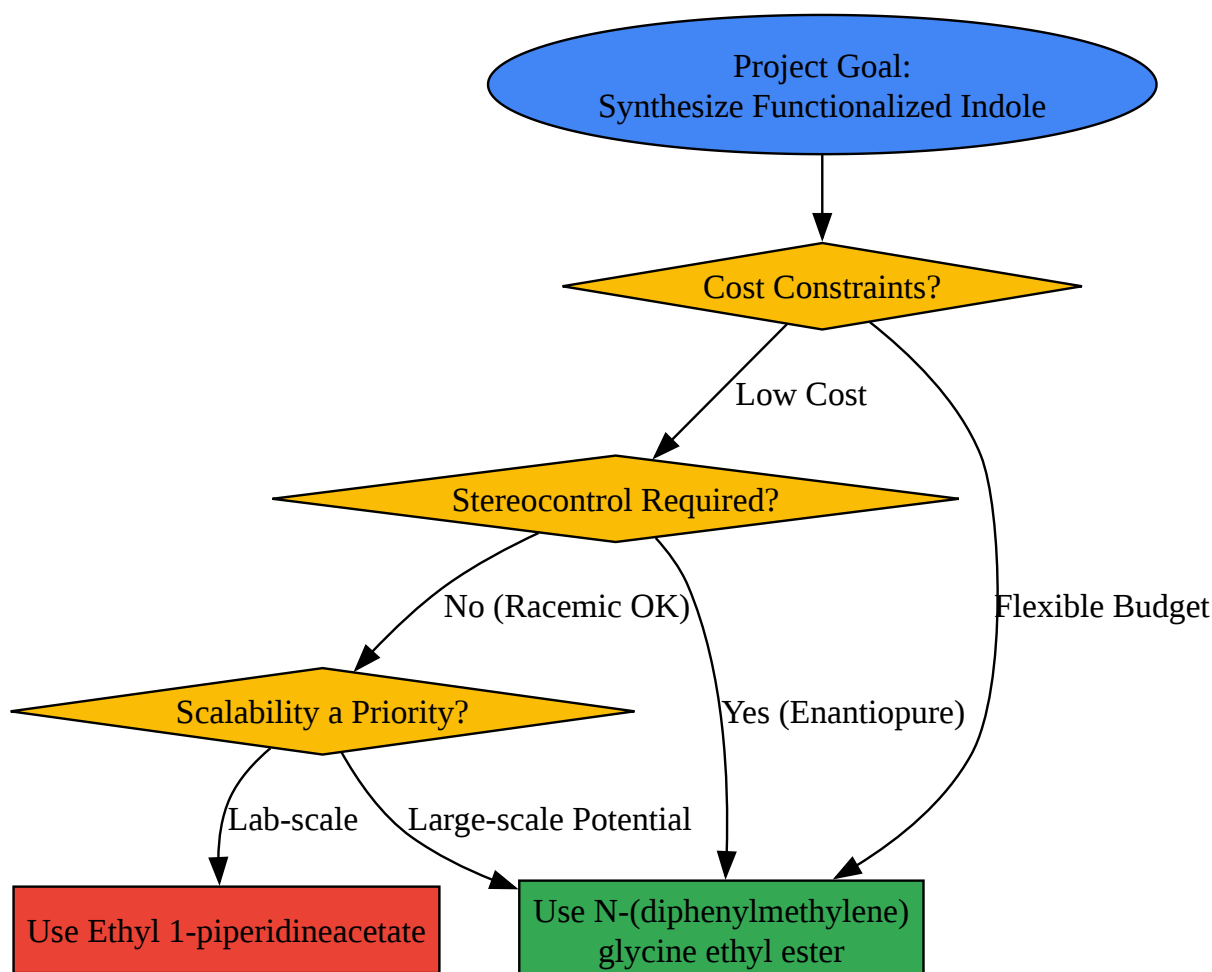 Project Goal:
Synthesize Functionalized Indole
Cost Constraints?
Low Cost
Stereocontrol Required?
No (Racemic OK)
Flexible Budget
Scalability a Priority?
Yes (Enantiopure)
Lab-scale
Large-scale Potential
Use Ethyl 1-piperidineacetate
Use N-(diphenylmethylene)
glycine ethyl ester